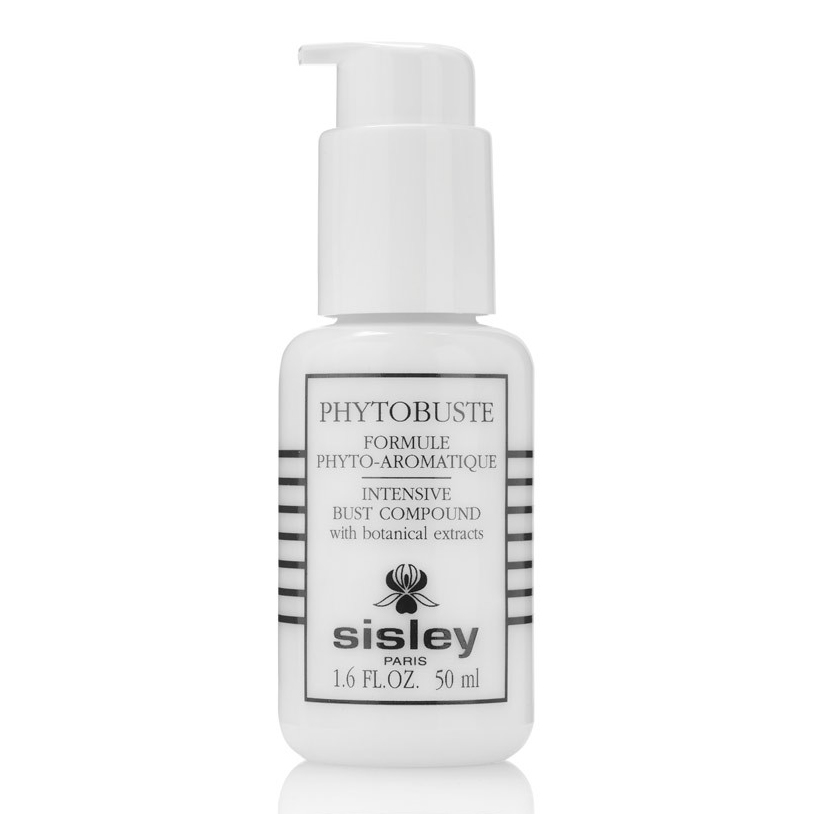 PHYTOBUSTE
FORMULE
PHYTO-AROMATIQUE
INTENSIVE
BUST COMPOUND
with botanical extracts
sisley
PARIS
1.6 FL.OZ. 50 ml